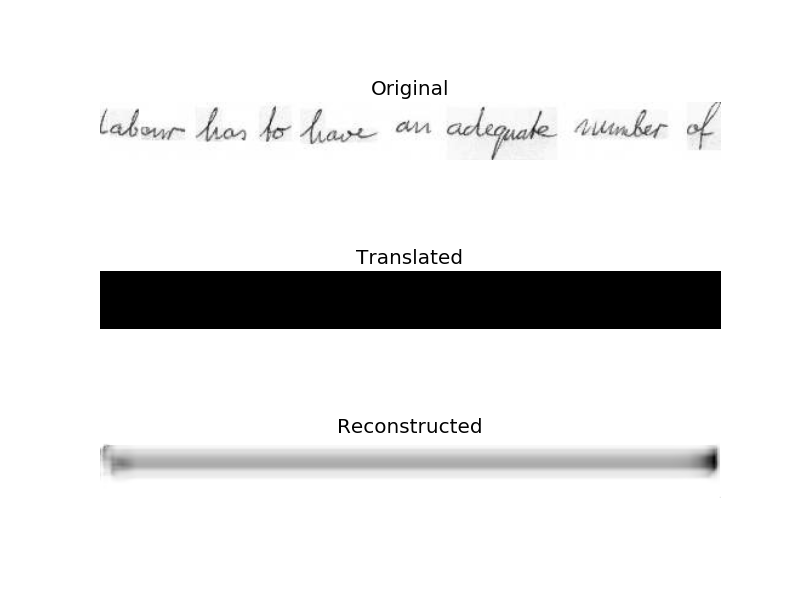 Original
Labour has to have an adequate number of
Translated
Reconstructed